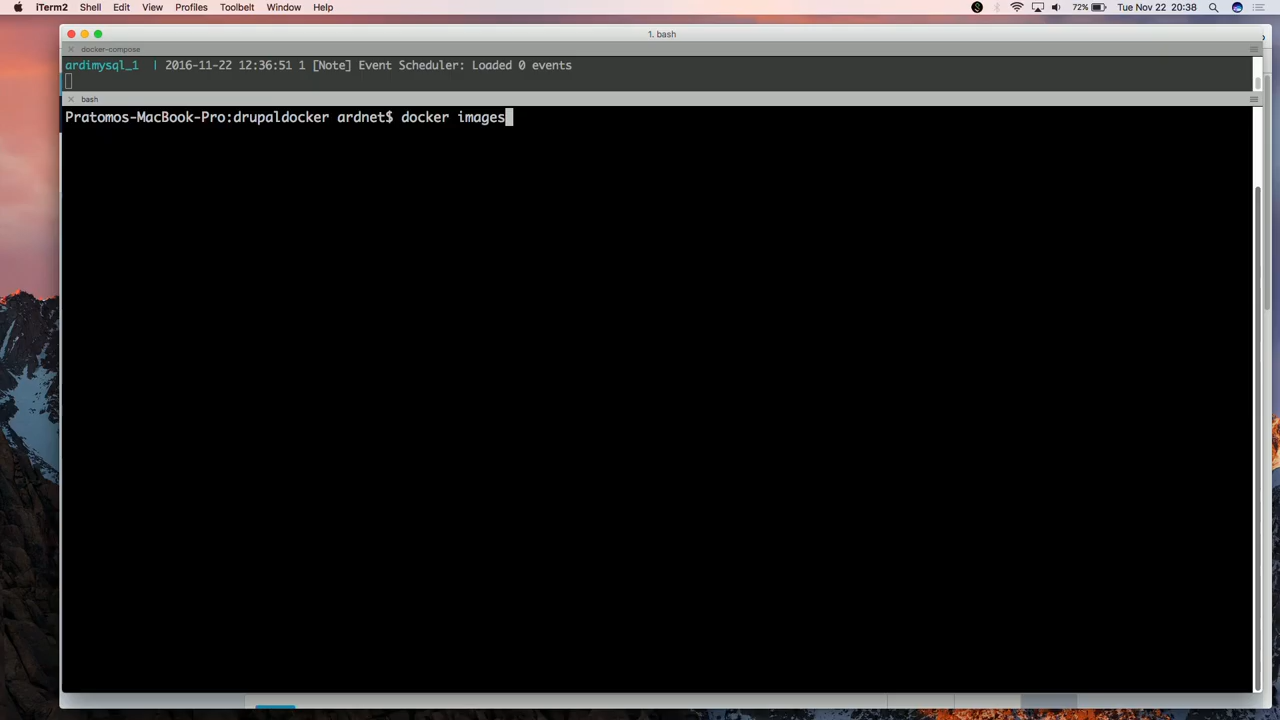 iTerm2 Shell Edit View Profiles Toolbelt Window Help 72% Tue Nov 22 20:38
1. bash
docker-compose
ardimysql_1 | 2016-11-22 12:36:51 1 [Note] Event Scheduler: Loaded 0 events
bash
Pratomos-MacBook-Pro:drupaldocker ardnet$ docker images